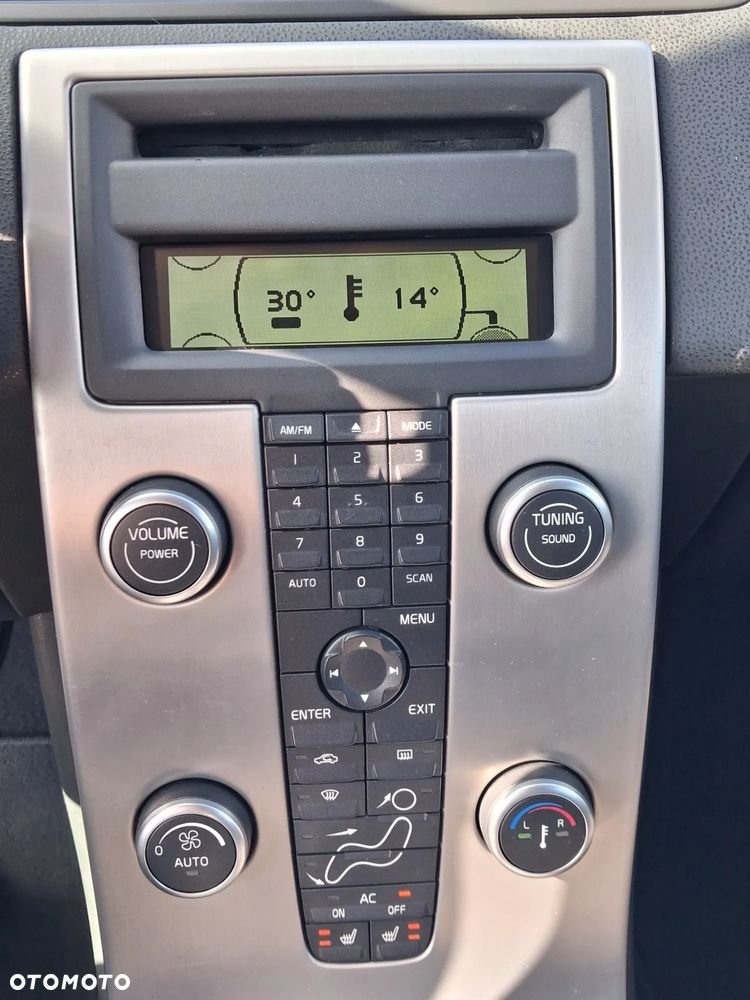 30° 14°
AM/FM MODE
1 2 3
4 5 6
7 8 9
AUTO 0 SCAN
VOLUME
POWER
TUNING
SOUND
MENU
ENTER EXIT
0
AUTO
L R
AC
ON OFF
OTOMOTO